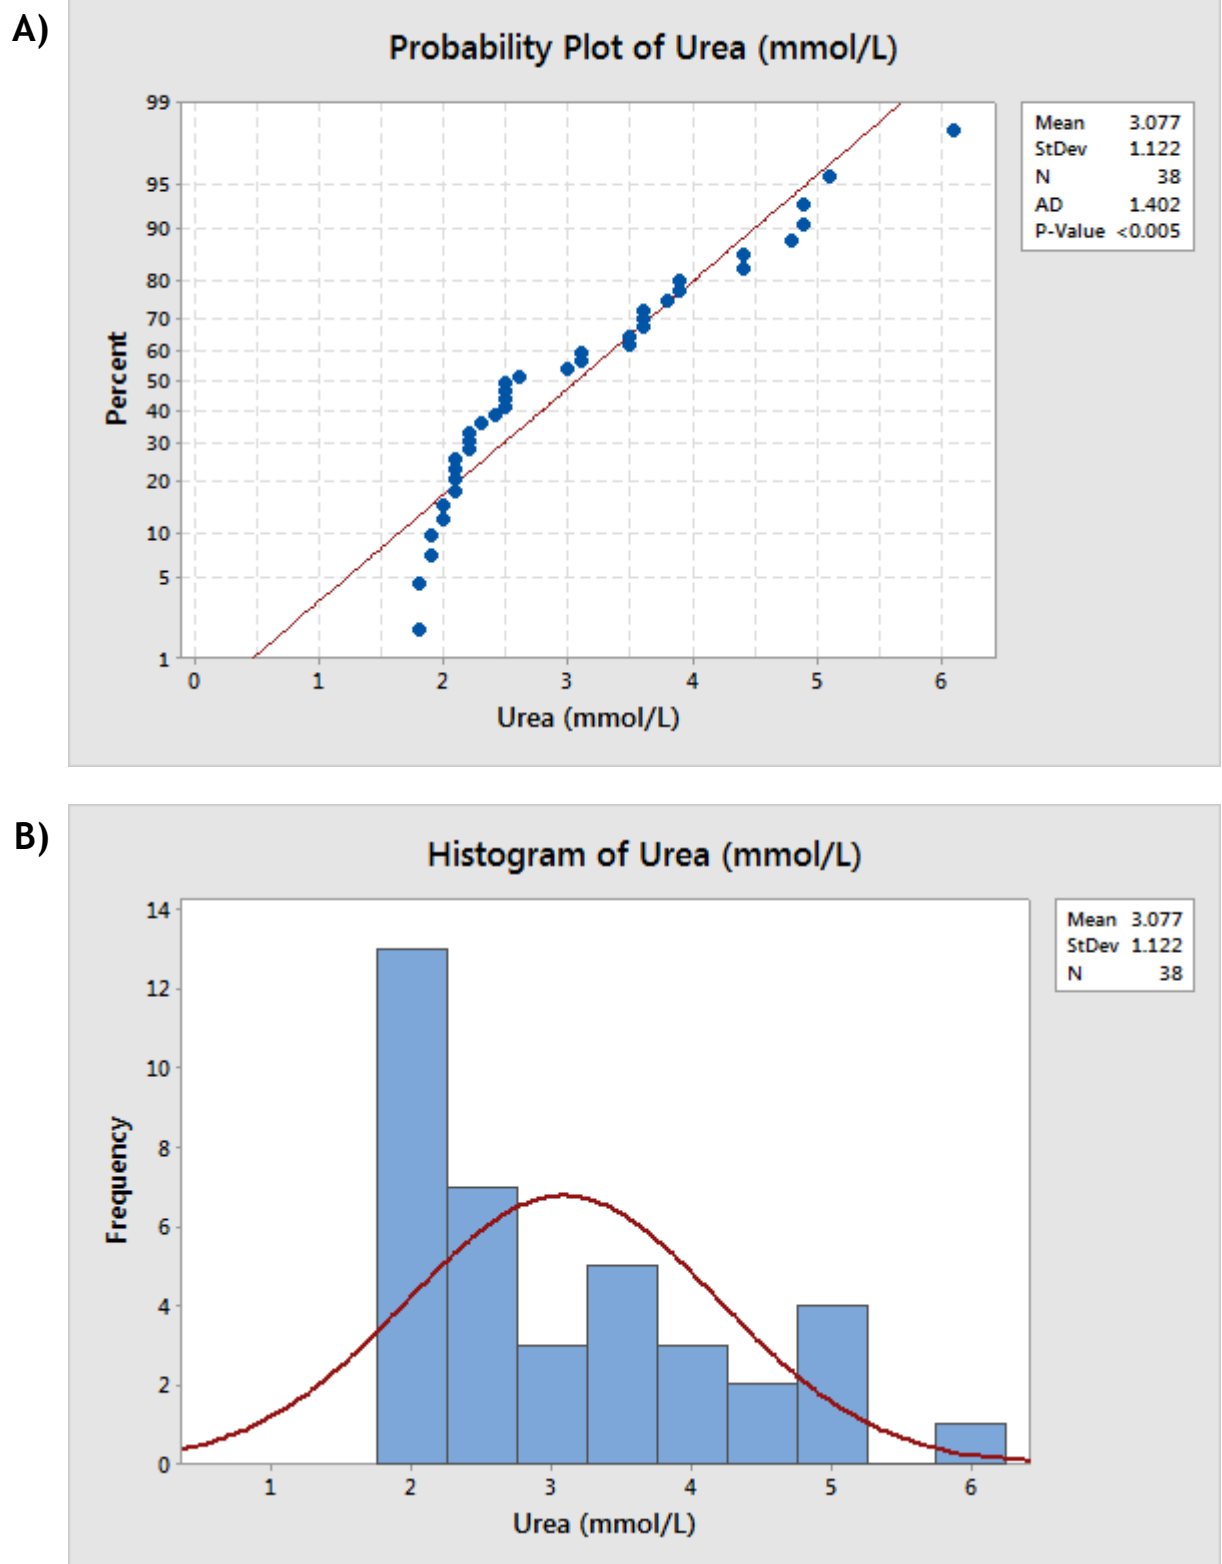 A)
Probability Plot of Urea (mmol/L)
99
95
90
80
70
60
50
40
30
20
10
5
1
Percent
0 1 2 3 4 5 6
Urea (mmol/L)
Mean 3.077
StDev 1.122
N 38
AD 1.402
P-Value <0.005
B)
Histogram of Urea (mmol/L)
14
12
10
8
6
4
2
0
Frequency
1 2 3 4 5 6
Urea (mmol/L)
Mean 3.077
StDev 1.122
N 38